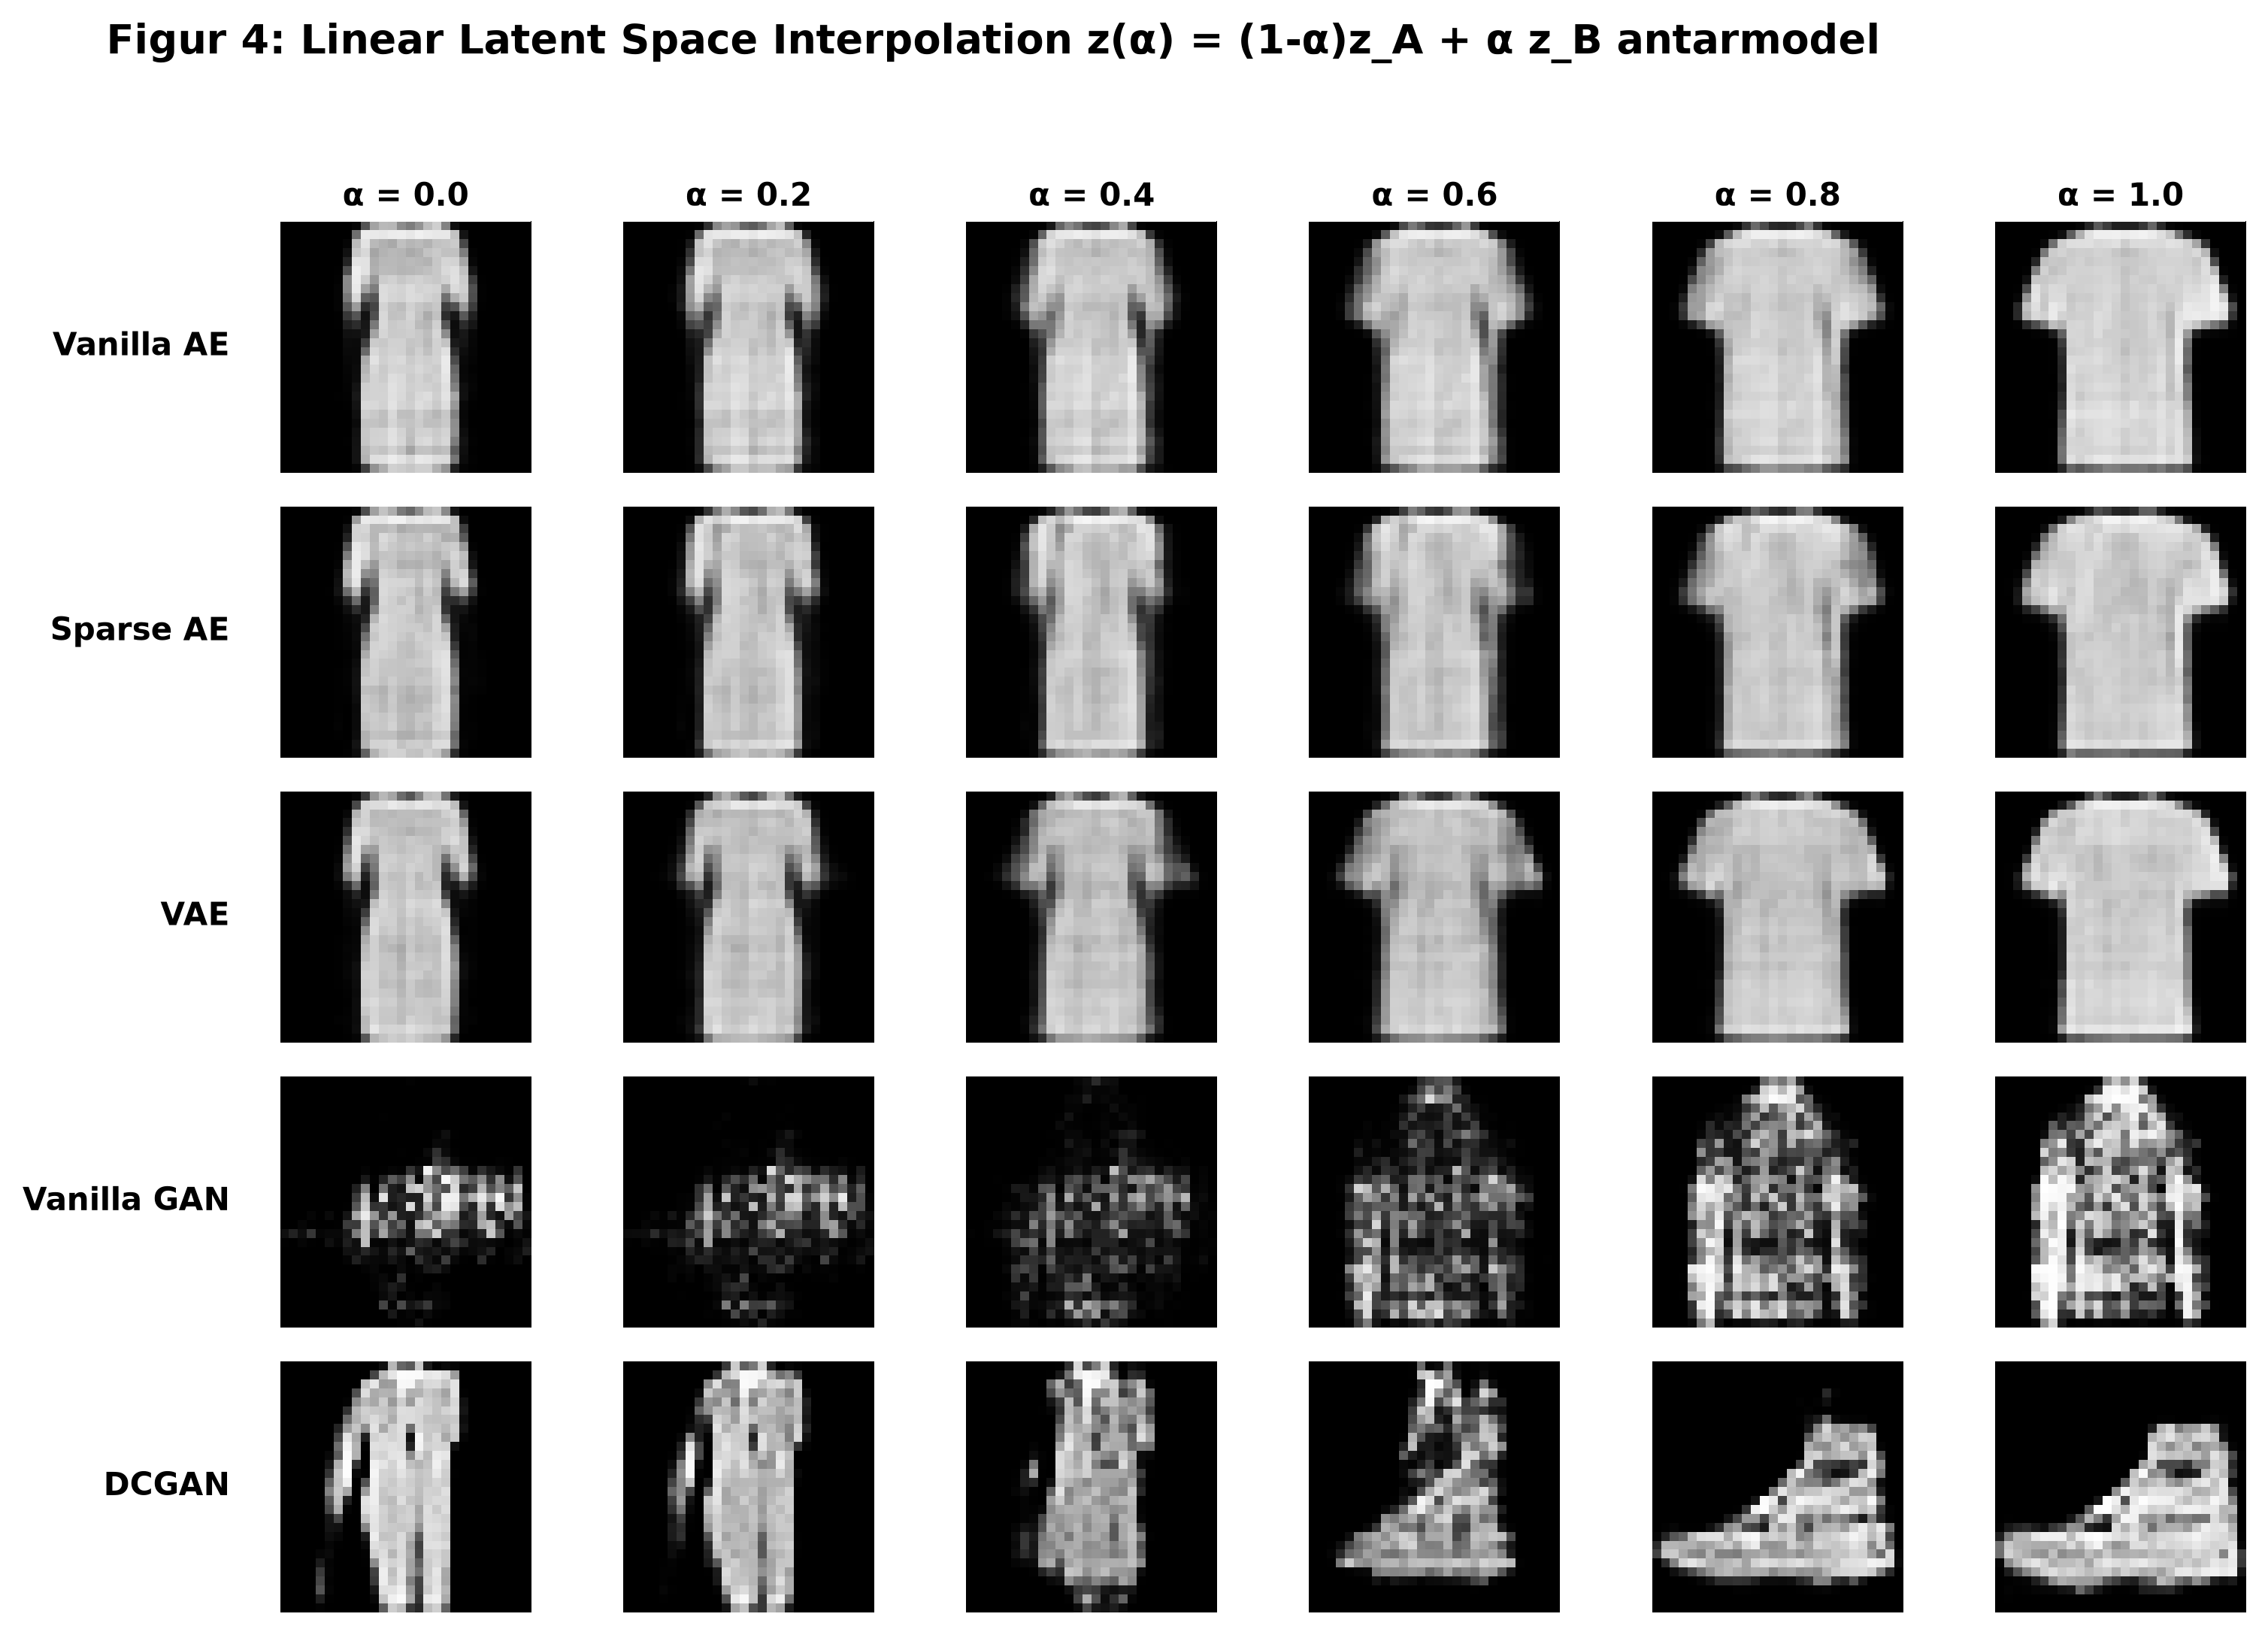 Figur 4: Linear Latent Space Interpolation z(α) = (1-α)z_A + α z_B antarmodel
α = 0.0 α = 0.2 α = 0.4 α = 0.6 α = 0.8 α = 1.0
Vanilla AE
Sparse AE
VAE
Vanilla GAN
DCGAN